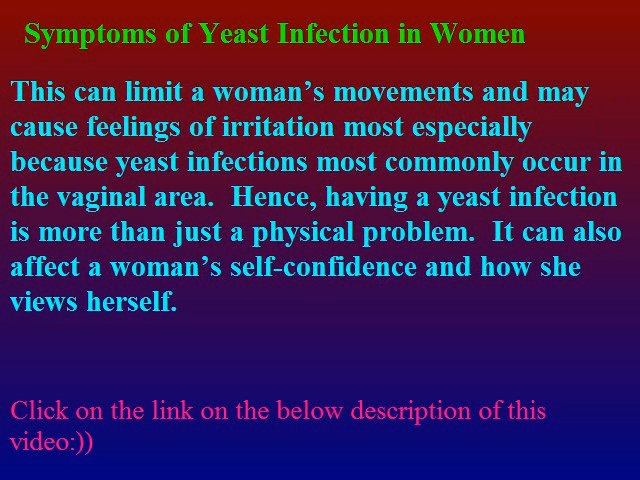 Symptoms of Yeast Infection in Women
This can limit a woman’s movements and may
cause feelings of irritation most especially
because yeast infections most commonly occur in
the vaginal area.  Hence, having a yeast infection
is more than just a physical problem.  It can also
affect a woman’s self-confidence and how she
views herself.
Click on the link on the below description of this
video:))